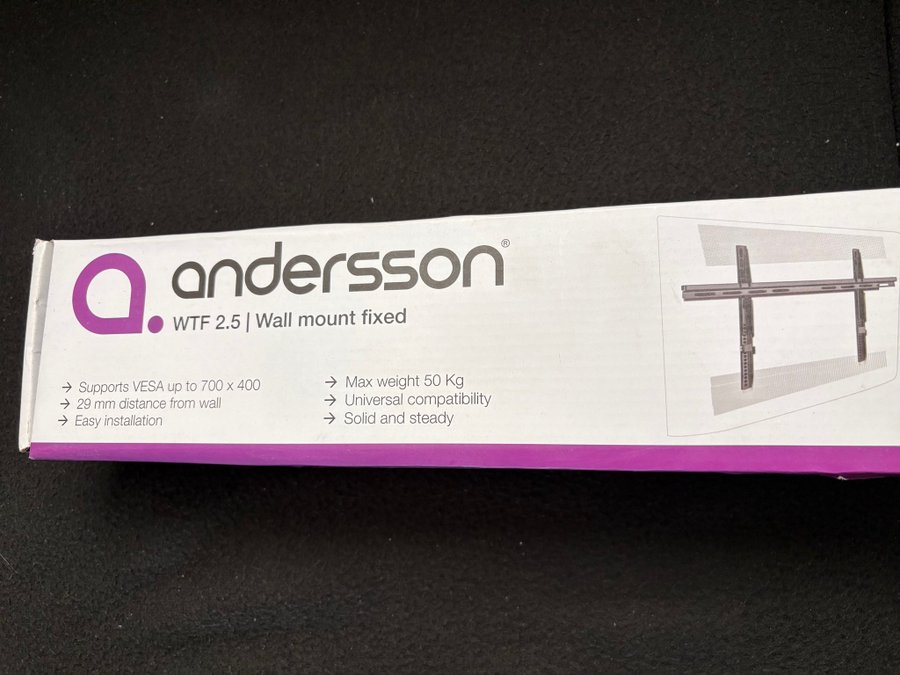 a.
andersson®
WTF 2.5 | Wall mount fixed
→ Supports VESA up to 700 x 400
→ 29 mm distance from wall
→ Easy installation
→ Max weight 50 Kg
→ Universal compatibility
→ Solid and steady